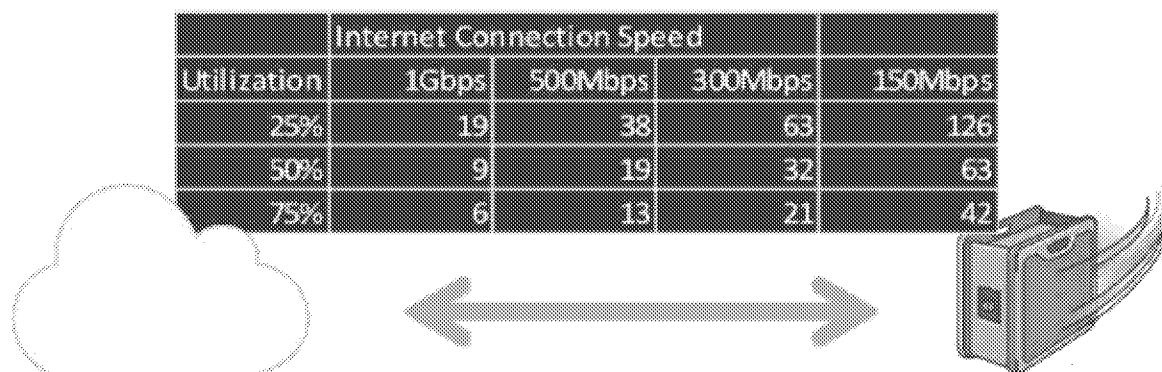 Internet Connection Speed
Utilization 1Gbps 500Mbps 300Mbps 150Mbps
25% 19 38 63 126
50% 9 19 32 63
75% 6 13 21 42